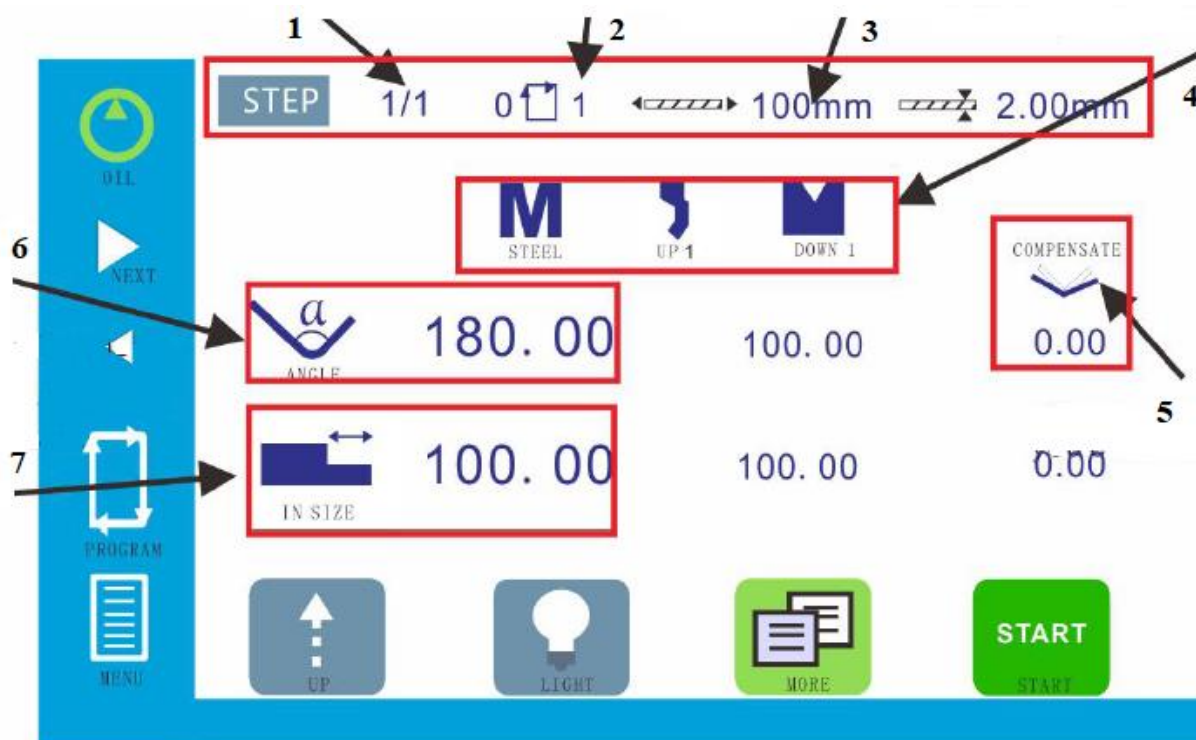 1 2 3
STEP 1/1 0 1 100mm 2.00mm
4
OIL
M
STEEL UP 1 DOWN 1
COMPENSATE
6
NEXT
α 180. 00 100. 00 0.00
ANGLE
5
7
100. 00 100. 00 0.00
IN SIZE
PROGRAM
START
MENU UP LIGHT MORE START